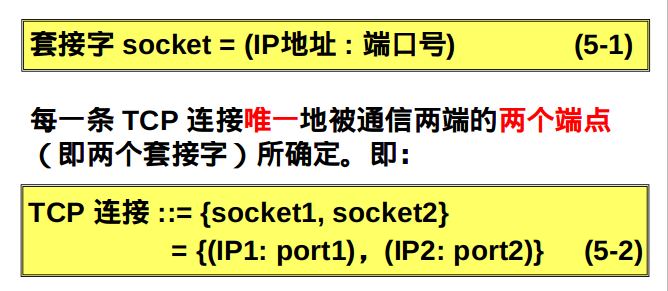 套接字 socket = (IP地址 : 端口号) (5-1)
每一条 TCP 连接唯一地被通信两端的两个端点
（即两个套接字）所确定。即：
TCP 连接 ::= {socket1, socket2}
= {(IP1: port1)，(IP2: port2)} (5-2)